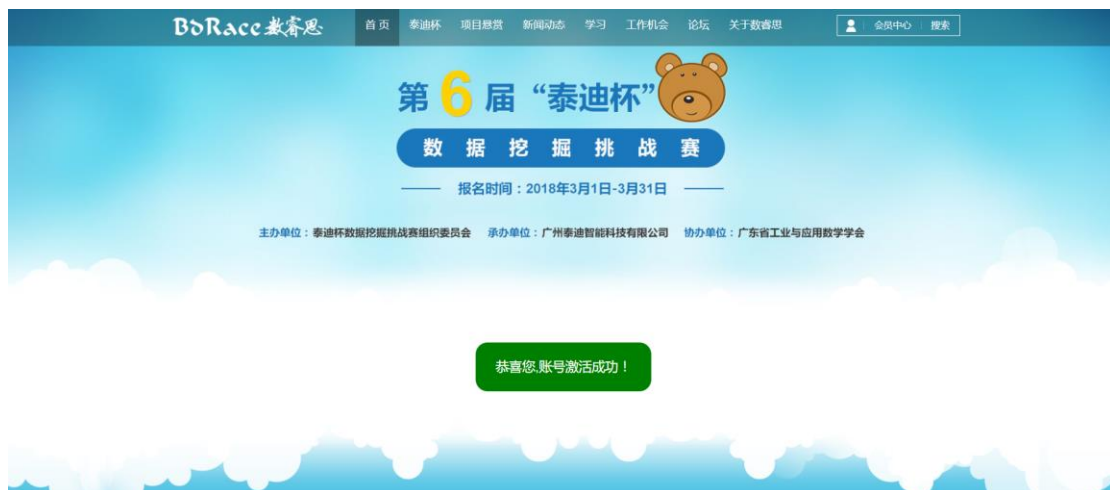 BdRace数睿思 首页 泰迪杯 项目悬赏 新闻动态 学习 工作机会 论坛 关于数睿思 会员中心 搜索
第6届“泰迪杯”
数据挖掘挑战赛
报名时间：2018年3月1日-3月31日
主办单位：泰迪杯数据挖掘挑战赛组织委员会 承办单位：广州泰迪智能科技有限公司 协办单位：广东省工业与应用数学学会
恭喜您,账号激活成功！